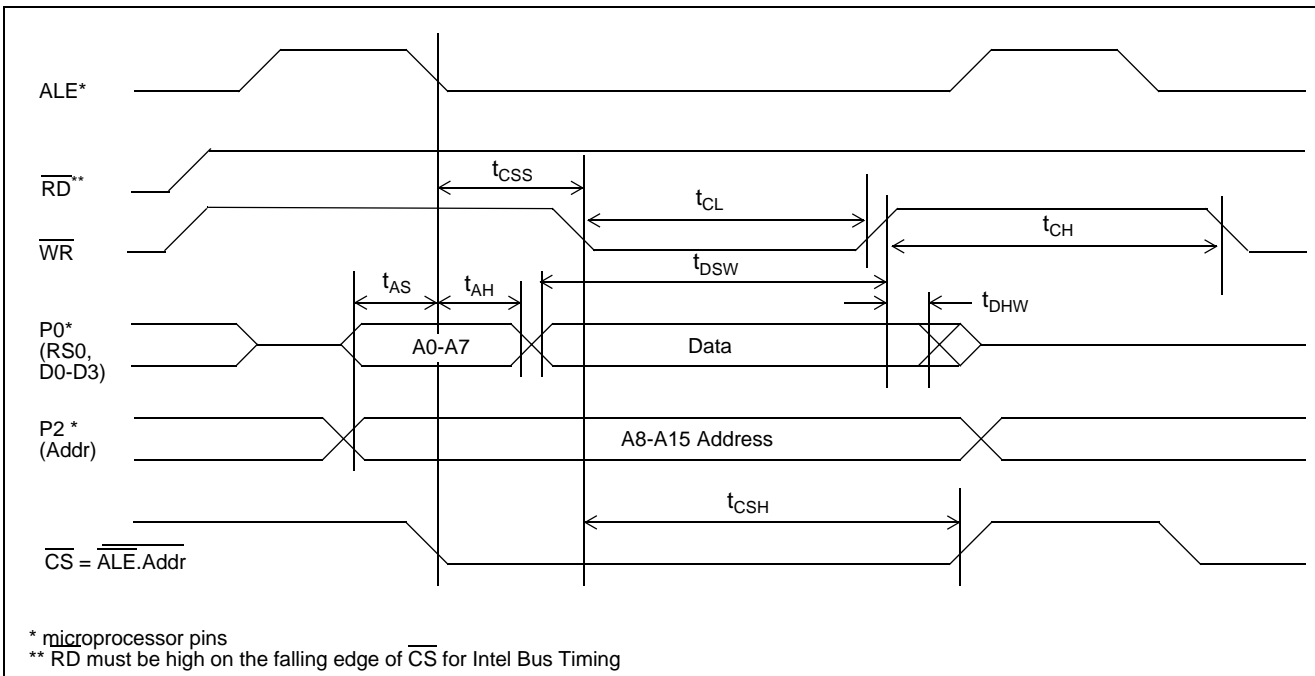 ALE*
RD**
tCSS
tCL
WR
tCH
tDSW
tAS
tAH
tDHW
P0*
(RS0,
D0-D3)
A0-A7
Data
P2 *
(Addr)
A8-A15 Address
tCSH
CS = ALE.Addr
* microprocessor pins
** RD must be high on the falling edge of CS for Intel Bus Timing